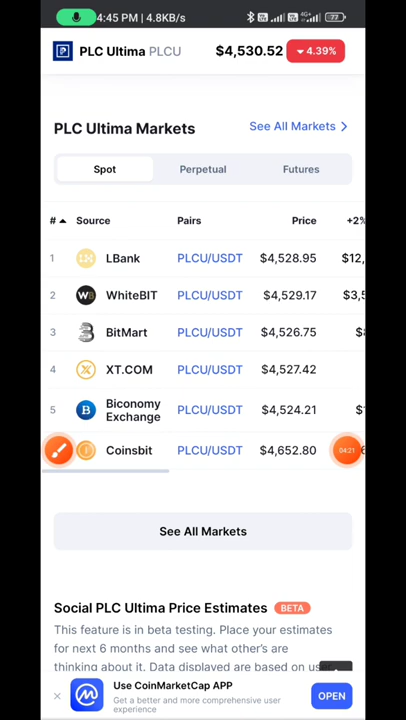 4:45 PM | 4.8KB/s
77
PLC Ultima PLCU $4,530.52 4.39%
PLC Ultima Markets See All Markets
Spot Perpetual Futures
# Source Pairs Price +2%
1 LBank PLCU/USDT $4,528.95 $12,
2 WhiteBIT PLCU/USDT $4,529.17 $3,5
3 BitMart PLCU/USDT $4,526.75
4 XT.COM PLCU/USDT $4,527.42
5 Biconomy Exchange PLCU/USDT $4,524.21
Coinsbit PLCU/USDT $4,652.80
04:21
See All Markets
Social PLC Ultima Price Estimates BETA
This feature is in beta testing. Place your estimates
for next 6 months and see what other's are
thinking about it. Data displayed are based on
Use CoinMarketCap APP
Get a better and more comprehensive user
experience
OPEN